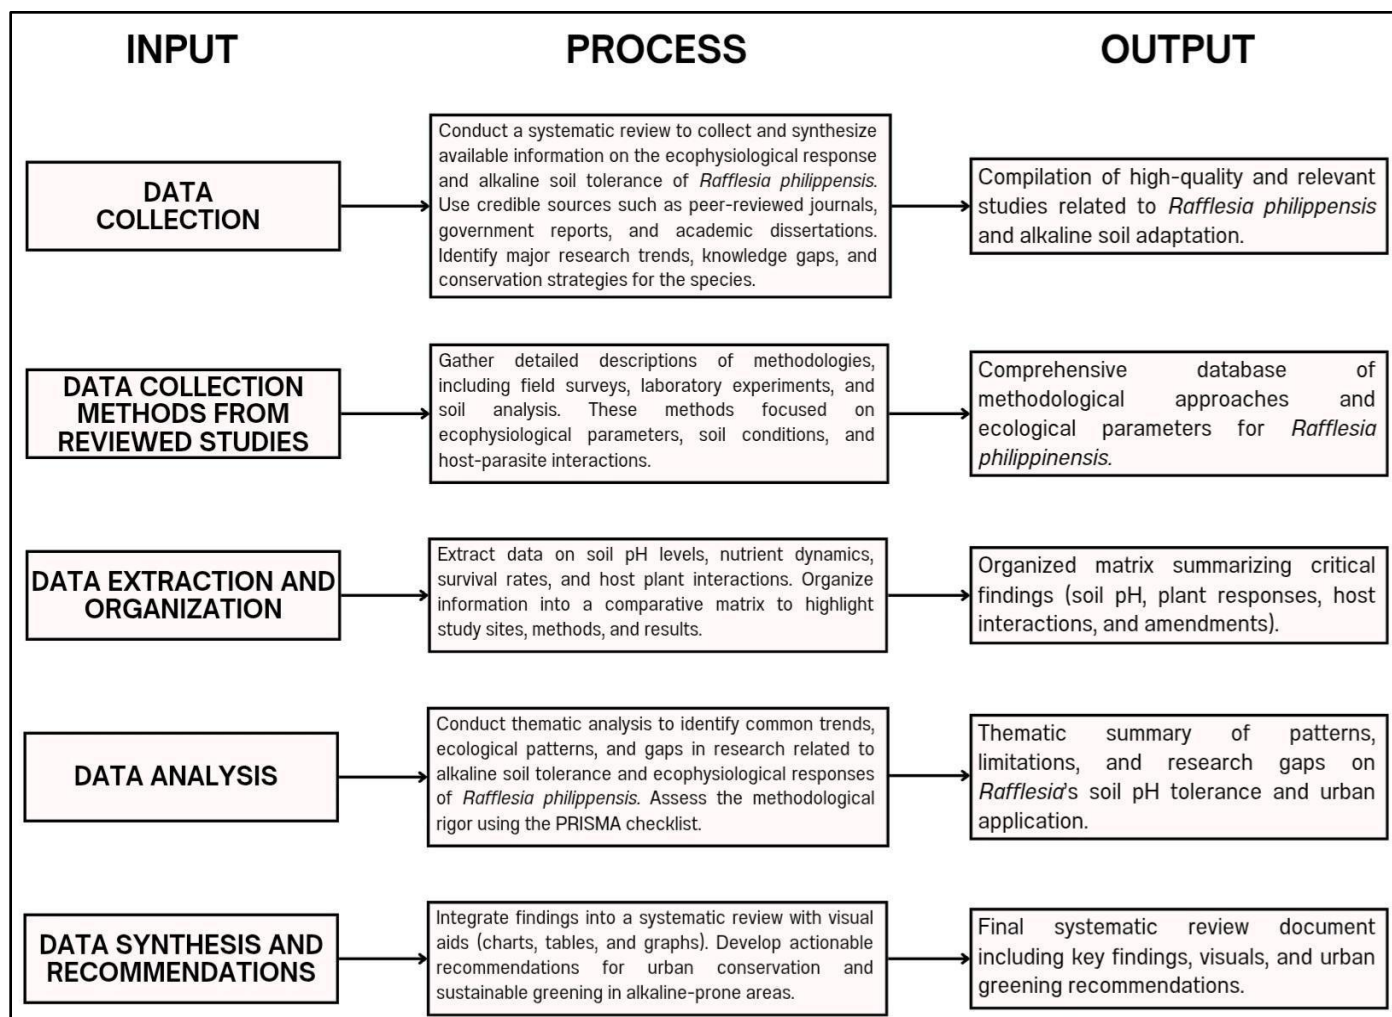 INPUT
PROCESS
OUTPUT
DATA
COLLECTION
Conduct a systematic review to collect and synthesize
available information on the ecophysiological response
and alkaline soil tolerance of Rafflesia philippensis.
Use credible sources such as peer-reviewed journals,
government reports, and academic dissertations.
Identify major research trends, knowledge gaps, and
conservation strategies for the species.
Compilation of high-quality and relevant
studies related to Rafflesia philippensis
and alkaline soil adaptation.
DATA COLLECTION
METHODS FROM
REVIEWED STUDIES
Gather detailed descriptions of methodologies,
including field surveys, laboratory experiments, and
soil analysis. These methods focused on
ecophysiological parameters, soil conditions, and
host-parasite interactions.
Comprehensive database of
methodological approaches and
ecological parameters for Rafflesia
philippinensis.
DATA EXTRACTION AND
ORGANIZATION
Extract data on soil pH levels, nutrient dynamics,
survival rates, and host plant interactions. Organize
information into a comparative matrix to highlight
study sites, methods, and results.
Organized matrix summarizing critical
findings (soil pH, plant responses, host
interactions, and amendments).
DATA ANALYSIS
Conduct thematic analysis to identify common trends,
ecological patterns, and gaps in research related to
alkaline soil tolerance and ecophysiological responses
of Rafflesia philippensis. Assess the methodological
rigor using the PRISMA checklist.
Thematic summary of patterns,
limitations, and research gaps on
Rafflesia's soil pH tolerance and urban
application.
DATA SYNTHESIS AND
RECOMMENDATIONS
Integrate findings into a systematic review with visual
aids (charts, tables, and graphs). Develop actionable
recommendations for urban conservation and
sustainable greening in alkaline-prone areas.
Final systematic review document
including key findings, visuals, and urban
greening recommendations.